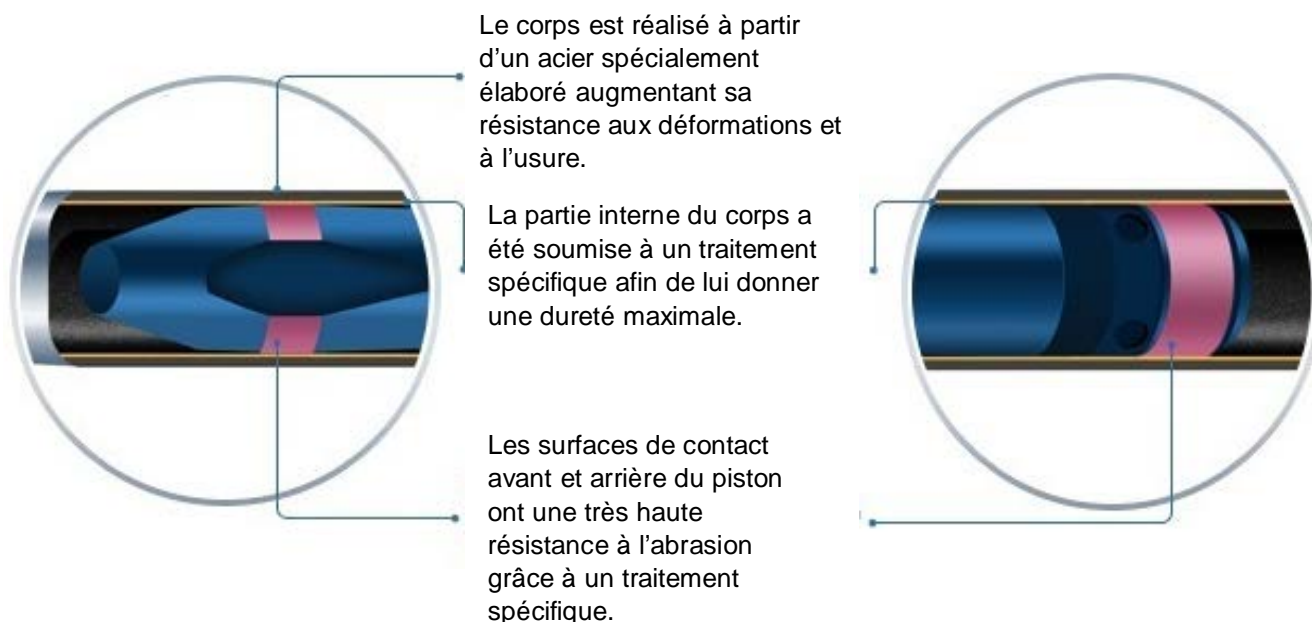 Le corps est réalisé à partir
d’un acier spécialement
élaboré augmentant sa
résistance aux déformations et
à l’usure.
La partie interne du corps a
été soumise à un traitement
spécifique afin de lui donner
une dureté maximale.
Les surfaces de contact
avant et arrière du piston
ont une très haute
résistance à l’abrasion
grâce à un traitement
spécifique.